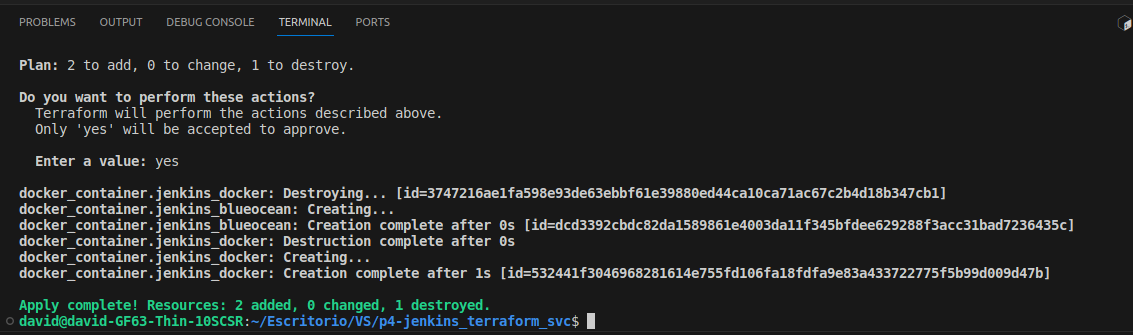 PROBLEMS OUTPUT DEBUG CONSOLE TERMINAL PORTS
Plan: 2 to add, 0 to change, 1 to destroy.
Do you want to perform these actions?
Terraform will perform the actions described above.
Only 'yes' will be accepted to approve.
Enter a value: yes
docker_container.jenkins_docker: Destroying... [id=3747216ae1fa598e93de63ebbf61e39880ed44ca10ca71ac67c2b4d18b347cb1]
docker_container.jenkins_blueocean: Creating...
docker_container.jenkins_blueocean: Creation complete after 0s [id=dcd3392cbdc82da1589861e4003da11f345bfdee629288f3acc31bad7236435c]
docker_container.jenkins_docker: Destruction complete after 0s
docker_container.jenkins_docker: Creating...
docker_container.jenkins_docker: Creation complete after 1s [id=532441f3046968281614e755fd106fa18fdfa9e83a433722775f5b99d009d47b]
Apply complete! Resources: 2 added, 0 changed, 1 destroyed.
david@david-GF63-Thin-10SCSR:~/Escritorio/VS/p4-jenkins_terraform_svc$